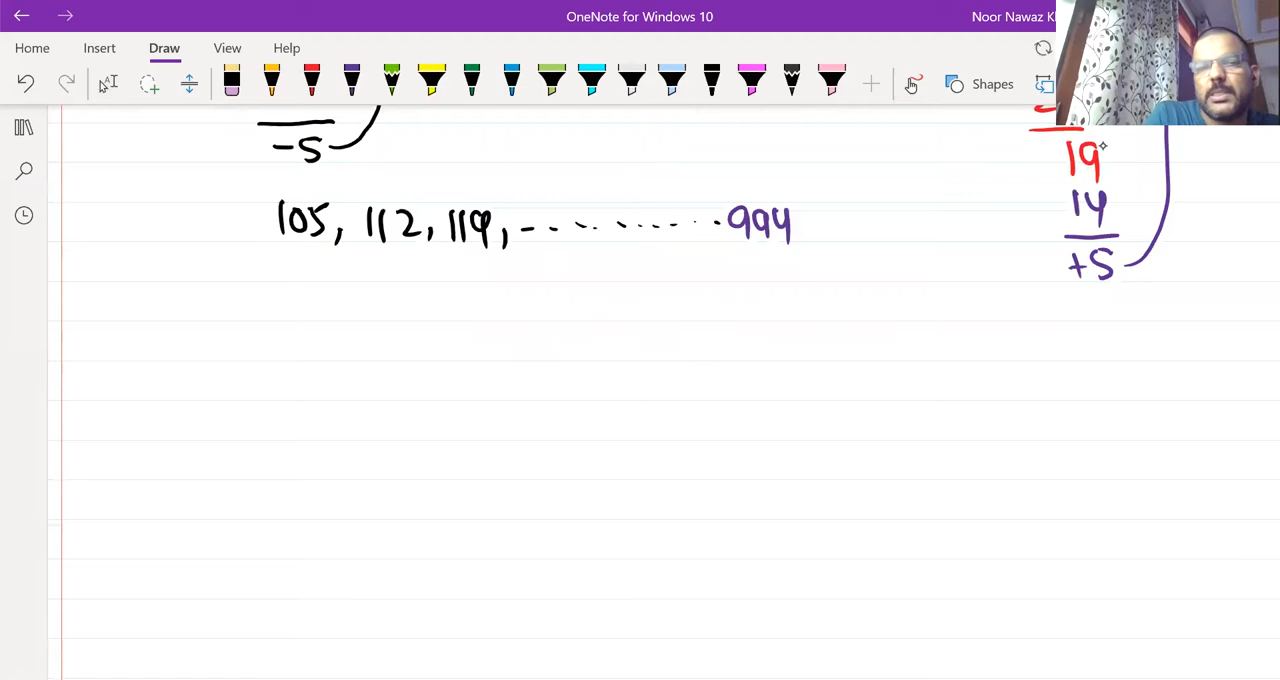 OneNote for Windows 10
Noor Nawaz Kh
Home Insert Draw View Help
Shapes
-5
19
14
+5
105, 112, 119, ------------ 994